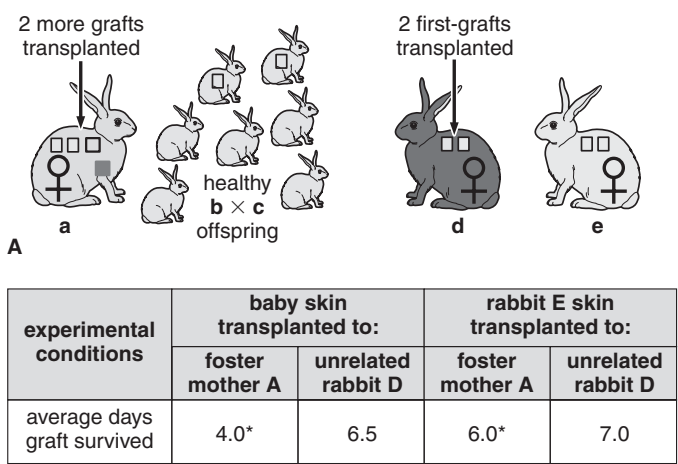 2 more grafts
transplanted
2 first-grafts
transplanted
healthy
b × c
offspring
a
d
e
A
experimental
conditions
baby skin
transplanted to:
rabbit E skin
transplanted to:
foster
mother A
unrelated
rabbit D
foster
mother A
unrelated
rabbit D
average days
graft survived
4.0*
6.5
6.0*
7.0